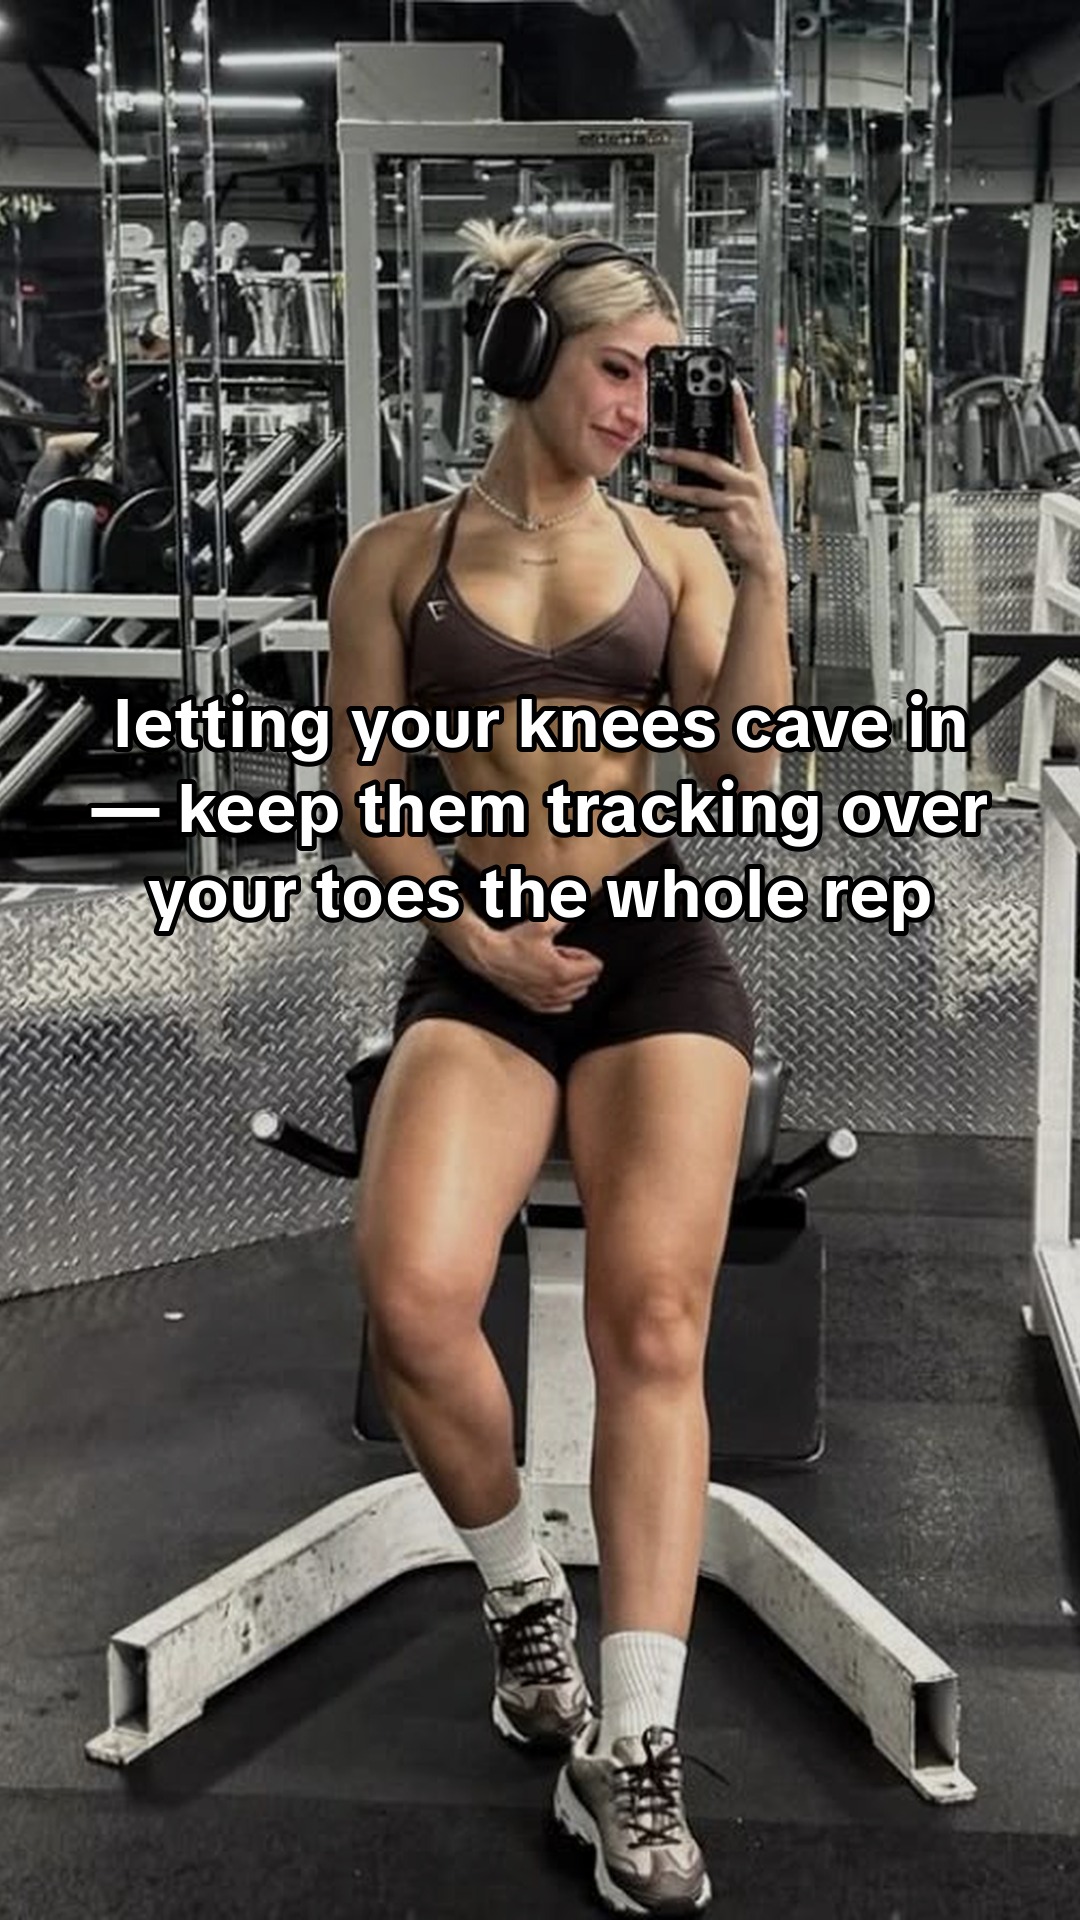 letting your knees cave in
— keep them tracking over
your toes the whole rep